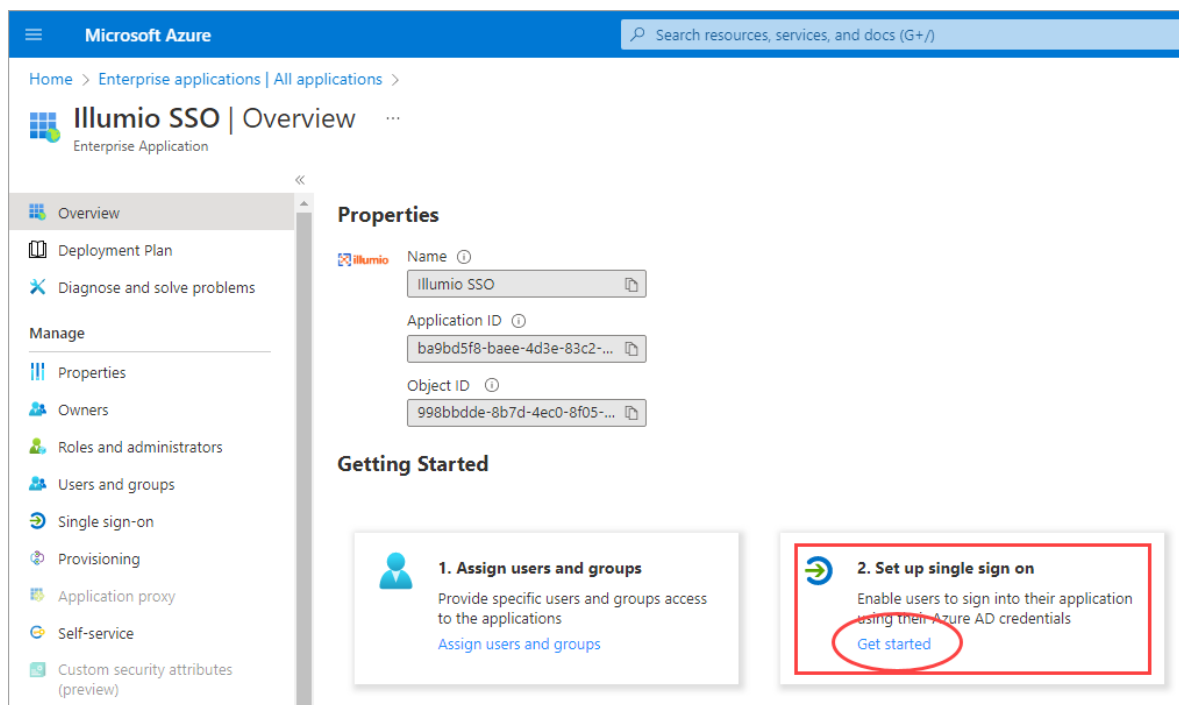 Microsoft Azure
Search resources, services, and docs (G+/)
Home > Enterprise applications | All applications >
Illumio SSO | Overview ...
Enterprise Application
«
Overview
Deployment Plan
Diagnose and solve problems
Manage
Properties
Owners
Roles and administrators
Users and groups
Single sign-on
Provisioning
Application proxy
Self-service
Custom security attributes
(preview)
Properties
illumio
Name
Illumio SSO
Application ID
ba9bd5f8-baee-4d3e-83c2-...
Object ID
998bbdde-8b7d-4ec0-8f05-...
Getting Started
1. Assign users and groups
Provide specific users and groups access
to the applications
Assign users and groups
2. Set up single sign on
Enable users to sign into their application
using their Azure AD credentials
Get started